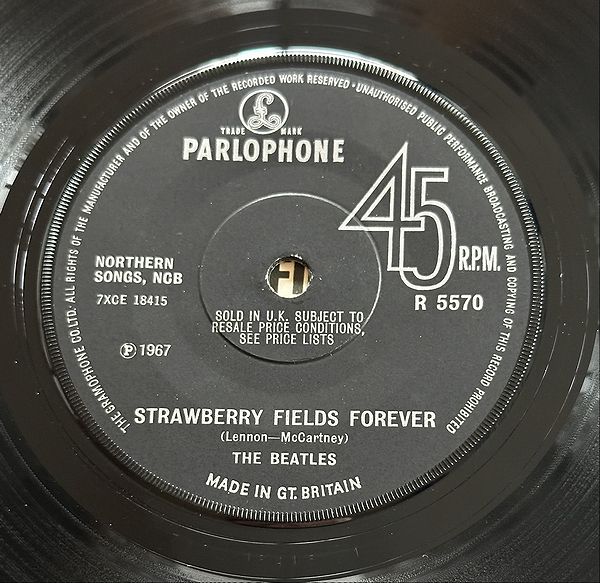 THE GRAMOPHONE CO.LTD· ALL RIGHTS OF THE MANUFACTURER AND OF THE OWNER OF THE RECORDED WORK RESERVED · UNAUTHORISED PUBLIC PERFORMANCE BROADCASTING AND COPYING OF THIS RECORD PROHIBITED
£
TRADE MARK
PARLOPHONE
45 R.P.M.
NORTHERN SONGS, NCB
7XCE 18415
R 5570
SOLD IN U.K. SUBJECT TO
RESALE PRICE CONDITIONS,
SEE PRICE LISTS
℗ 1967
STRAWBERRY FIELDS FOREVER
(Lennon—McCartney)
THE BEATLES
MADE IN GT. BRITAIN